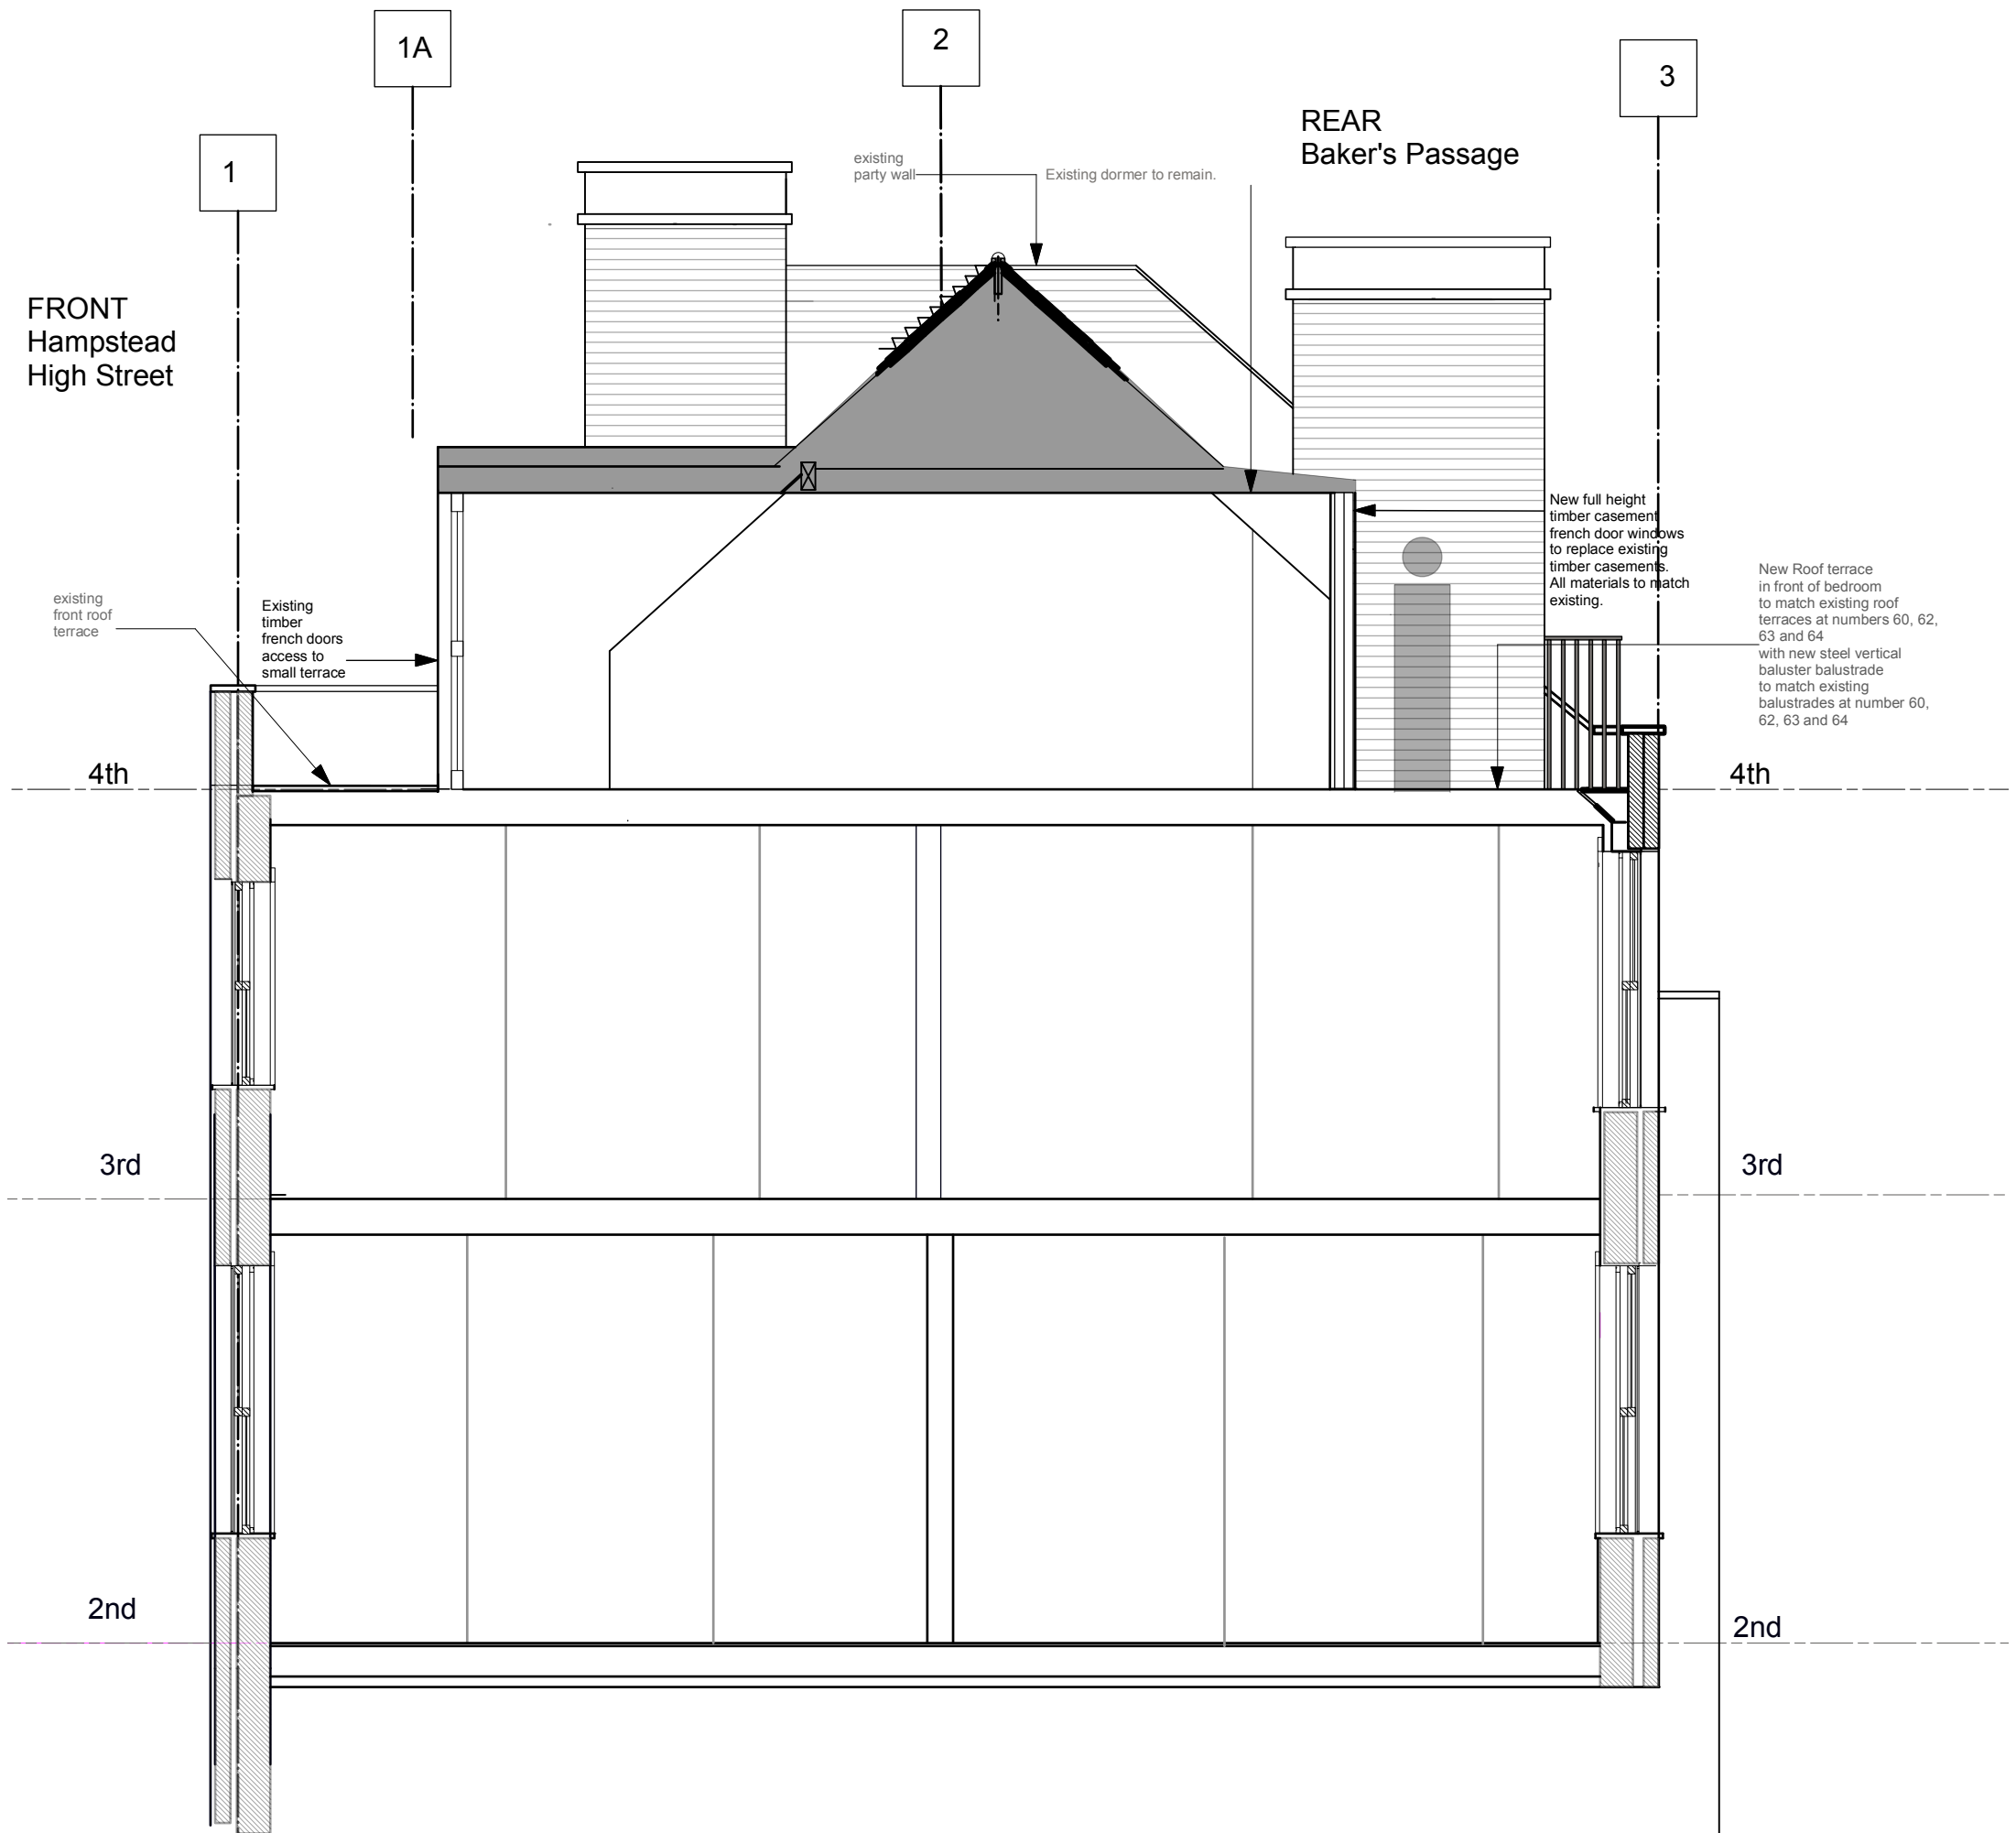 1
1A
2
3
REAR
Baker's Passage
existing
party wall
Existing dormer to remain.
FRONT
Hampstead
High Street
New full height
timber casement
french door windows
to replace existing
timber casements.
All materials to match
existing.
New Roof terrace
in front of bedroom
to match existing roof
terraces at numbers 60, 62,
63 and 64
with new steel vertical
baluster balustrade
to match existing
balustrades at number 60,
62, 63 and 64
existing
front roof
terrace
Existing
timber
french doors
access to
small terrace
4th
4th
3rd
3rd
2nd
2nd